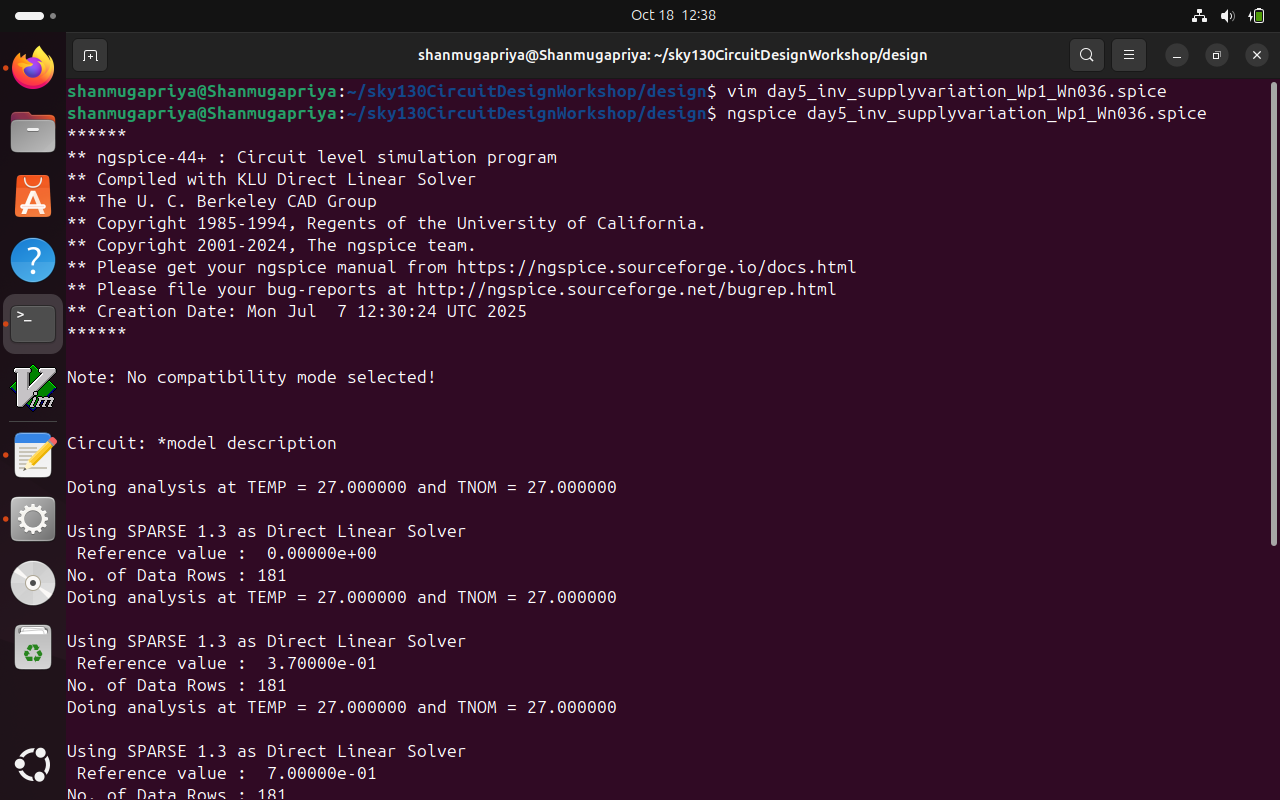 Oct 18 12:38
shanmugapriya@Shanmugapriya: ~/sky130CircuitDesignWorkshop/design
shanmugapriya@Shanmugapriya:~/sky130CircuitDesignWorkshop/design$ vim day5_inv_supplyvariation_Wp1_Wn036.spice
shanmugapriya@Shanmugapriya:~/sky130CircuitDesignWorkshop/design$ ngspice day5_inv_supplyvariation_Wp1_Wn036.spice
******
** ngspice-44+ : Circuit level simulation program
** Compiled with KLU Direct Linear Solver
** The U. C. Berkeley CAD Group
** Copyright 1985-1994, Regents of the University of California.
** Copyright 2001-2024, The ngspice team.
** Please get your ngspice manual from https://ngspice.sourceforge.io/docs.html
** Please file your bug-reports at http://ngspice.sourceforge.net/bugrep.html
** Creation Date: Mon Jul  7 12:30:24 UTC 2025
******
Note: No compatibility mode selected!
Circuit: *model description
Doing analysis at TEMP = 27.000000 and TNOM = 27.000000
Using SPARSE 1.3 as Direct Linear Solver
 Reference value :  0.00000e+00
No. of Data Rows : 181
Doing analysis at TEMP = 27.000000 and TNOM = 27.000000
Using SPARSE 1.3 as Direct Linear Solver
 Reference value :  3.70000e-01
No. of Data Rows : 181
Doing analysis at TEMP = 27.000000 and TNOM = 27.000000
Using SPARSE 1.3 as Direct Linear Solver
 Reference value :  7.00000e-01
No. of Data Rows : 181